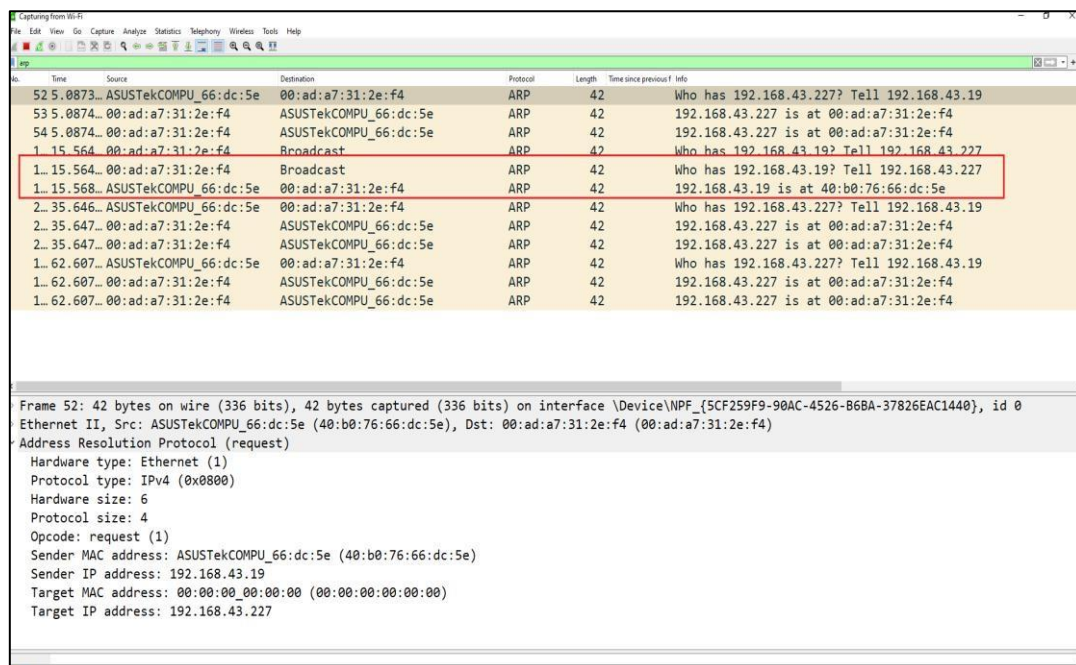 Capturing from Wi-Fi
File Edit View Go Capture Analyze Statistics Telephony Wireless Tools Help
arp
No. Time Source Destination Protocol Length Time since previous f Info
52 5.0873… ASUSTekCOMPU_66:dc:5e 00:ad:a7:31:2e:f4 ARP 42 Who has 192.168.43.227? Tell 192.168.43.19
53 5.0874… 00:ad:a7:31:2e:f4 ASUSTekCOMPU_66:dc:5e ARP 42 192.168.43.227 is at 00:ad:a7:31:2e:f4
54 5.0874… 00:ad:a7:31:2e:f4 ASUSTekCOMPU_66:dc:5e ARP 42 192.168.43.227 is at 00:ad:a7:31:2e:f4
1… 15.564… 00:ad:a7:31:2e:f4 Broadcast ARP 42 Who has 192.168.43.19? Tell 192.168.43.227
1… 15.564… 00:ad:a7:31:2e:f4 Broadcast ARP 42 Who has 192.168.43.19? Tell 192.168.43.227
1… 15.568… ASUSTekCOMPU_66:dc:5e 00:ad:a7:31:2e:f4 ARP 42 192.168.43.19 is at 40:b0:76:66:dc:5e
2… 35.646… ASUSTekCOMPU_66:dc:5e 00:ad:a7:31:2e:f4 ARP 42 Who has 192.168.43.227? Tell 192.168.43.19
2… 35.647… 00:ad:a7:31:2e:f4 ASUSTekCOMPU_66:dc:5e ARP 42 192.168.43.227 is at 00:ad:a7:31:2e:f4
2… 35.647… 00:ad:a7:31:2e:f4 ASUSTekCOMPU_66:dc:5e ARP 42 192.168.43.227 is at 00:ad:a7:31:2e:f4
1… 62.607… ASUSTekCOMPU_66:dc:5e 00:ad:a7:31:2e:f4 ARP 42 Who has 192.168.43.227? Tell 192.168.43.19
1… 62.607… 00:ad:a7:31:2e:f4 ASUSTekCOMPU_66:dc:5e ARP 42 192.168.43.227 is at 00:ad:a7:31:2e:f4
1… 62.607… 00:ad:a7:31:2e:f4 ASUSTekCOMPU_66:dc:5e ARP 42 192.168.43.227 is at 00:ad:a7:31:2e:f4
Frame 52: 42 bytes on wire (336 bits), 42 bytes captured (336 bits) on interface \Device\NPF_{5CF259F9-90AC-4526-B6BA-37826EAC1440}, id 0
Ethernet II, Src: ASUSTekCOMPU_66:dc:5e (40:b0:76:66:dc:5e), Dst: 00:ad:a7:31:2e:f4 (00:ad:a7:31:2e:f4)
Address Resolution Protocol (request)
Hardware type: Ethernet (1)
Protocol type: IPv4 (0x0800)
Hardware size: 6
Protocol size: 4
Opcode: request (1)
Sender MAC address: ASUSTekCOMPU_66:dc:5e (40:b0:76:66:dc:5e)
Sender IP address: 192.168.43.19
Target MAC address: 00:00:00_00:00:00 (00:00:00:00:00:00)
Target IP address: 192.168.43.227